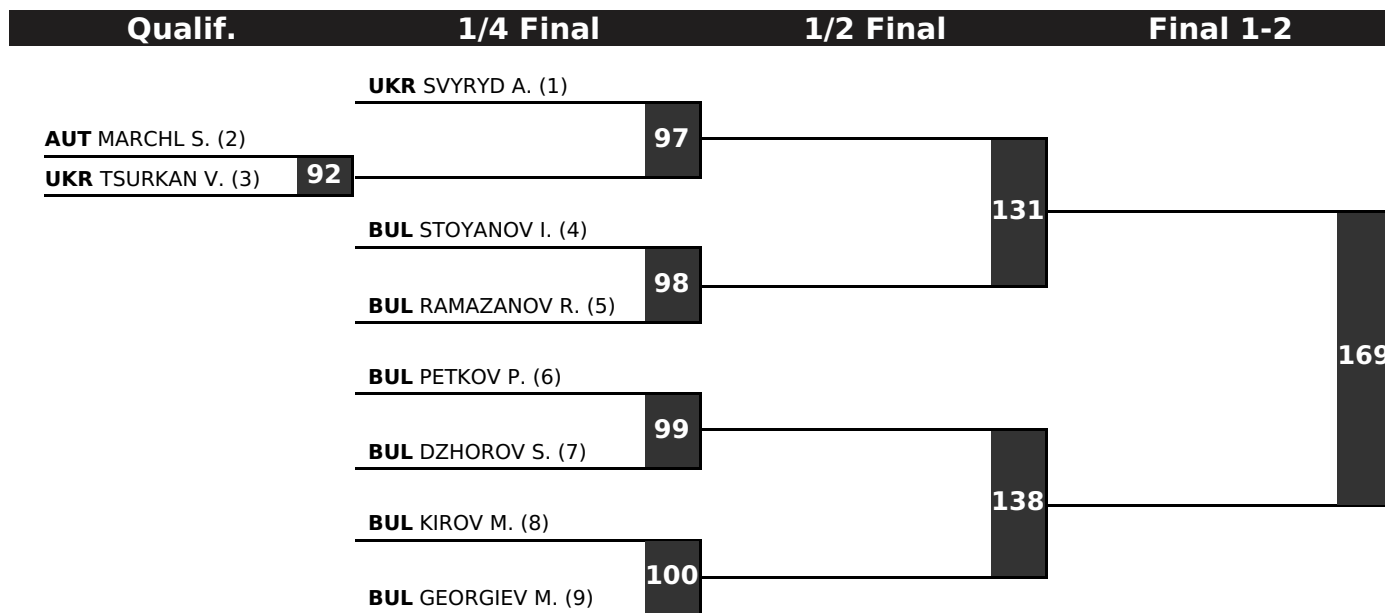 Qualif. 1/4 Final 1/2 Final Final 1-2
UKR SVYRYD A. (1)
97
AUT MARCHL S. (2)
UKR TSURKAN V. (3) 92
131
BUL STOYANOV I. (4)
98
BUL RAMAZANOV R. (5)
169
BUL PETKOV P. (6)
99
BUL DZHOROV S. (7)
138
BUL KIROV M. (8)
100
BUL GEORGIEV M. (9)